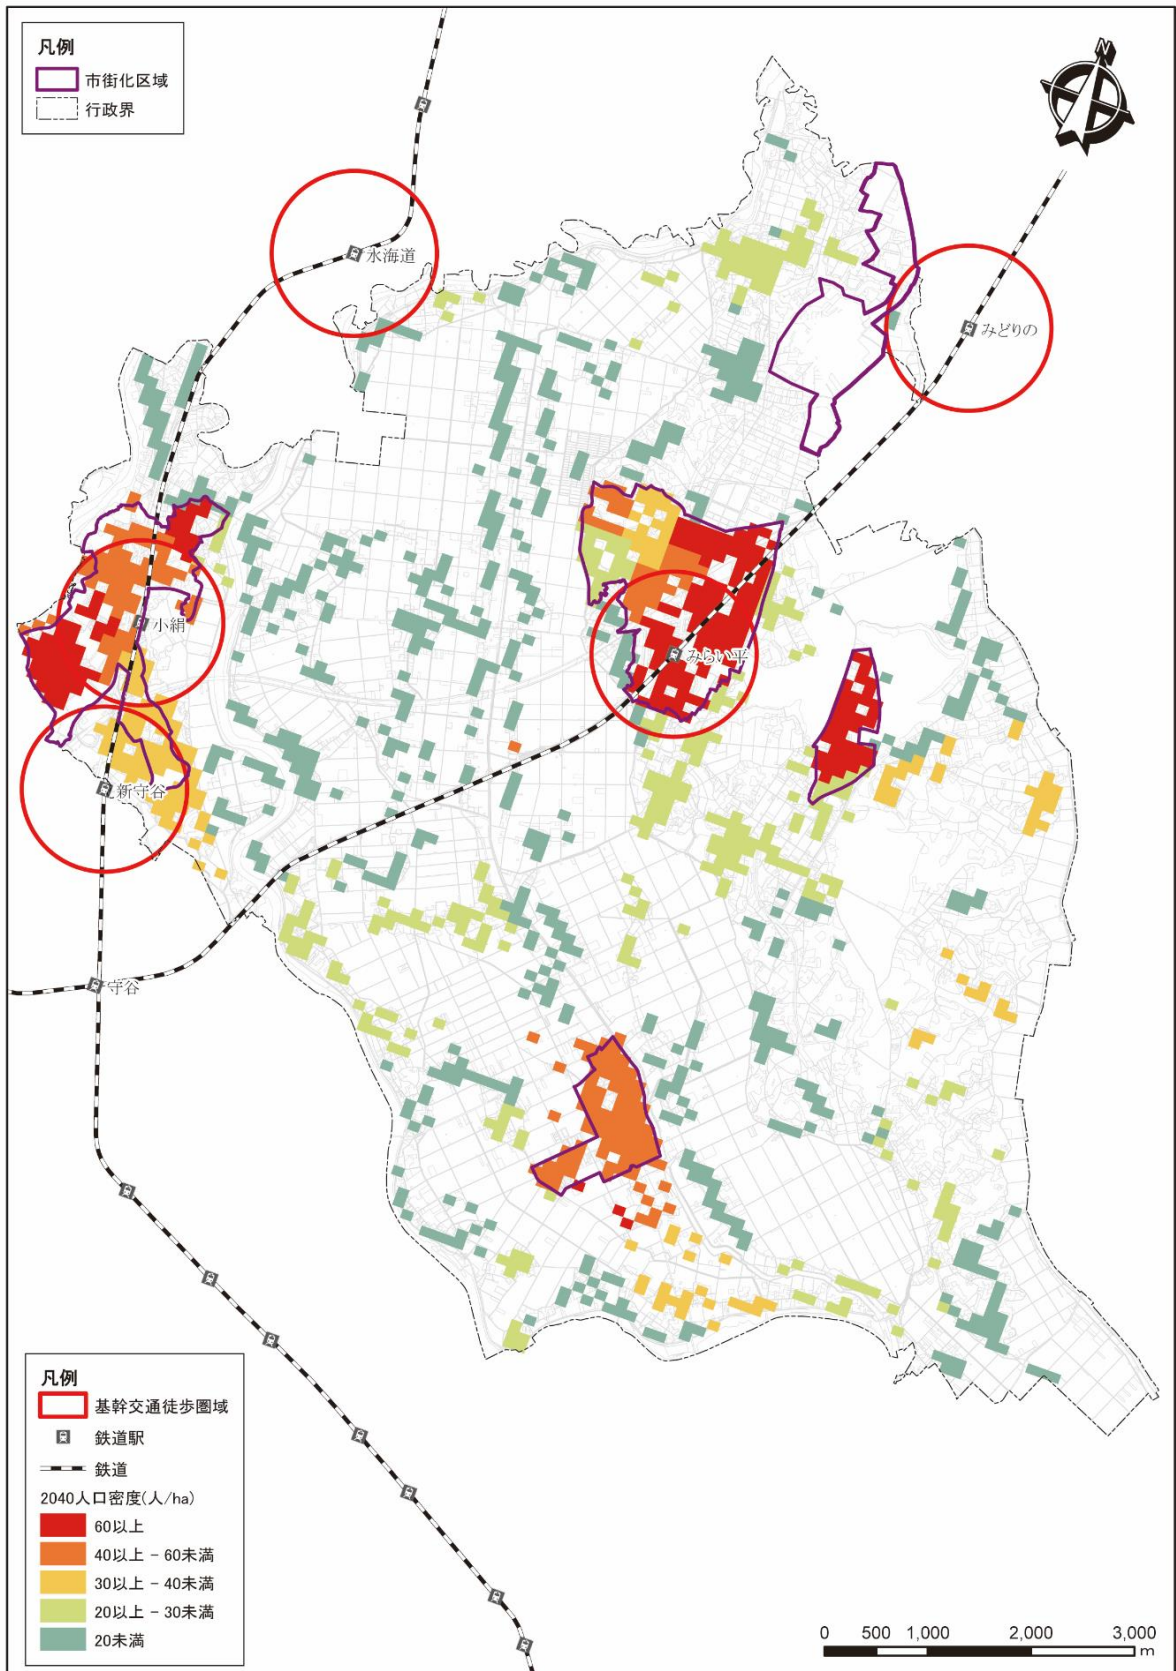 凡例
市街化区域
行政界
N
水海道
みどりの
小絹
みらい平
新守谷
守谷
凡例
基幹交通徒歩圏域
鉄道駅
鉄道
2040人口密度(人/ha)
60以上
40以上 - 60未満
30以上 - 40未満
20以上 - 30未満
20未満
0 500 1,000 2,000 3,000
m